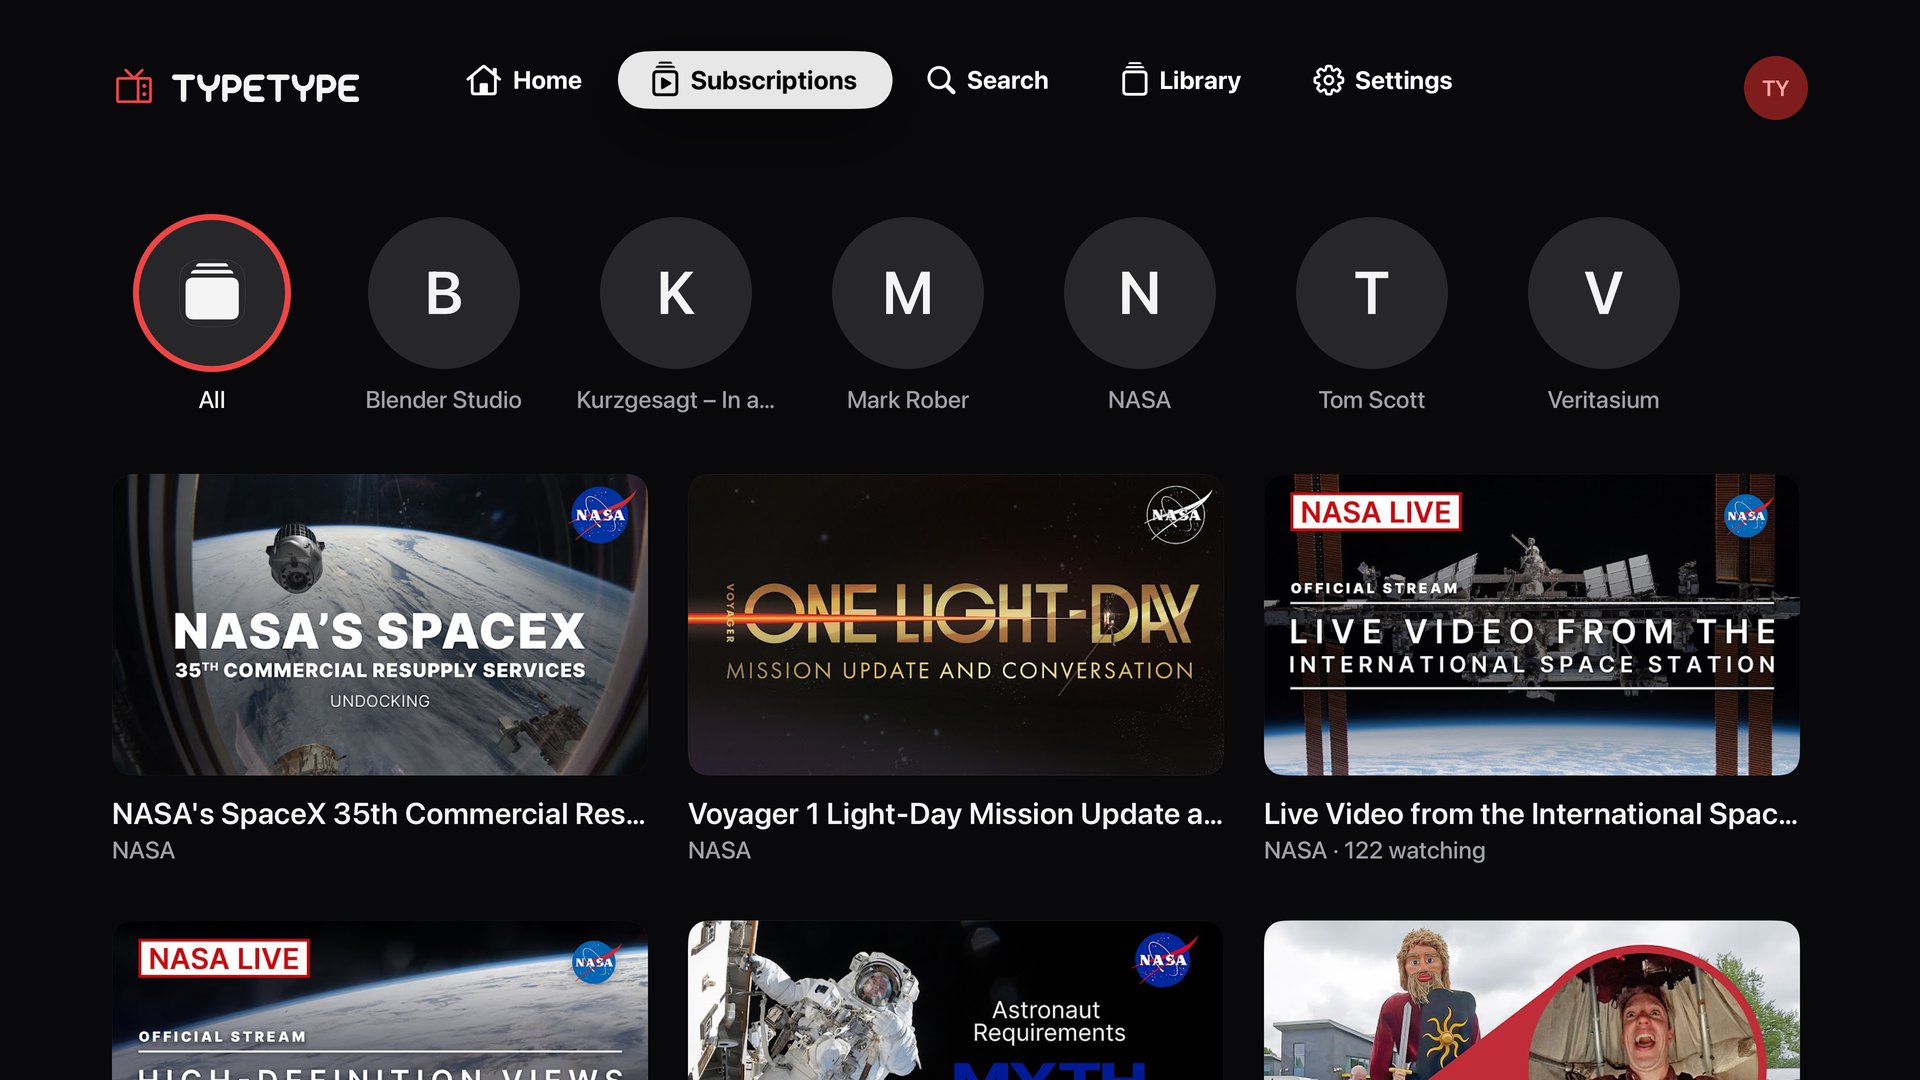 TYPETYPE
Home
Subscriptions
Search
Library
Settings
TY
All
B
Blender Studio
K
Kurzgesagt – In a...
M
Mark Rober
N
NASA
T
Tom Scott
V
Veritasium
NASA
NASA'S SPACEX
35TH COMMERCIAL RESUPPLY SERVICES
UNDOCKING
NASA's SpaceX 35th Commercial Res...
NASA
NASA
VOYAGER
ONE LIGHT-DAY
MISSION UPDATE AND CONVERSATION
Voyager 1 Light-Day Mission Update a...
NASA
NASA LIVE
NASA
OFFICIAL STREAM
LIVE VIDEO FROM THE
INTERNATIONAL SPACE STATION
Live Video from the International Spac...
NASA · 122 watching
NASA LIVE
NASA
OFFICIAL STREAM
HIGH-DEFINITION VIEWS
NASA
Astronaut
Requirements
MYTH